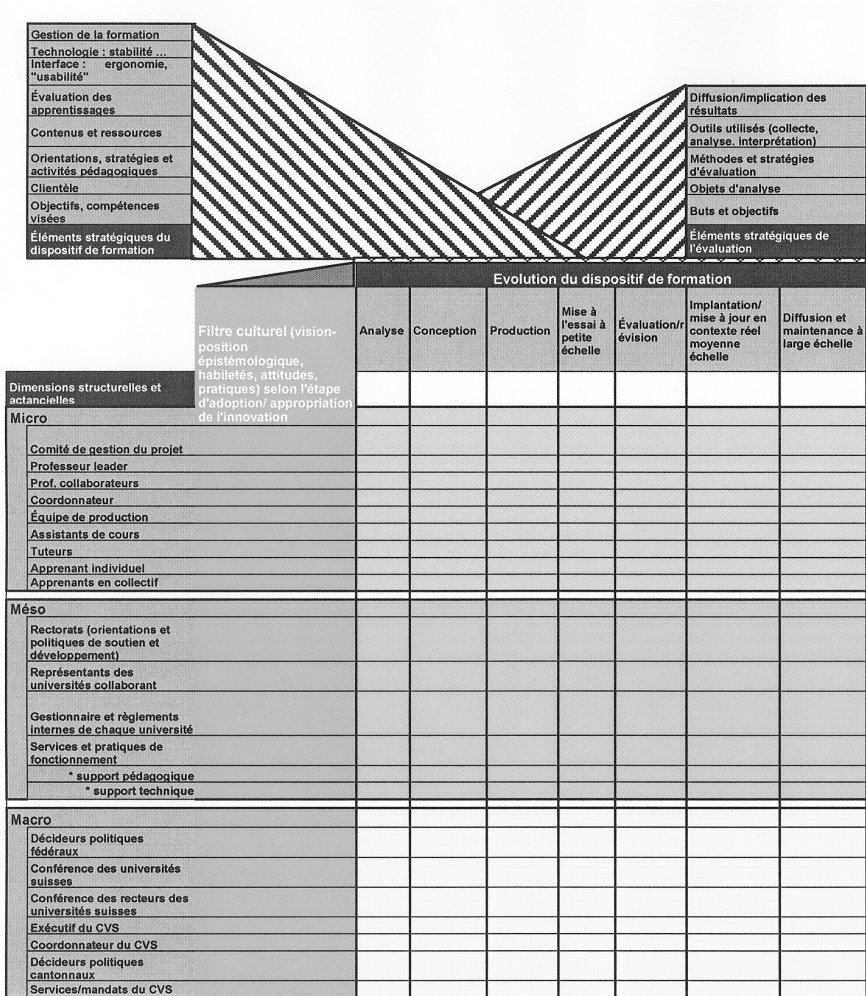 Gestion de la formation
Technologie : stabilité ...
Interface : ergonomie,
"usabilité"
Évaluation des
apprentissages
Contenus et ressources
Orientations, stratégies et
activités pédagogiques
Clientèle
Objectifs, compétences
visées
Éléments stratégiques du
dispositif de formation
Diffusion/implication des
résultats
Outils utilisés (collecte,
analyse. interprétation)
Méthodes et stratégies
d'évaluation
Objets d'analyse
Buts et objectifs
Éléments stratégiques de
l'évaluation
Evolution du dispositif de formation
Filtre culturel (vision-
position
épistémologique,
habiletés, attitudes,
pratiques) selon l'étape
d'adoption/ appropriation
de l'innovation
Analyse
Conception
Production
Mise à
l'essai à
petite
échelle
Évaluation/r
évision
Implantation/
mise à jour en
contexte réel
moyenne
échelle
Diffusion et
maintenance à
large échelle
Dimensions structurelles et
actancielles
Micro
Comité de gestion du projet
Professeur leader
Prof. collaborateurs
Coordonnateur
Équipe de production
Assistants de cours
Tuteurs
Apprenant individuel
Apprenants en collectif
Méso
Rectorats (orientations et
politiques de soutien et
développement)
Représentants des
universités collaborant
Gestionnaire et règlements
internes de chaque université
Services et pratiques de
fonctionnement
* support pédagogique
* support technique
Macro
Décideurs politiques
fédéraux
Conférence des universités
suisses
Conférence des recteurs des
universités suisses
Exécutif du CVS
Coordonnateur du CVS
Décideurs politiques
cantonnaux
Services/mandats du CVS